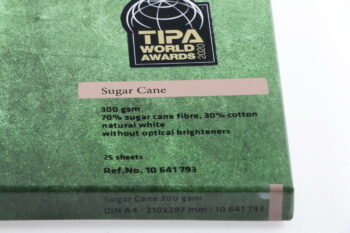 TIPA
WORLD
AWARDS
2020
Sugar Cane
300 gsm
70% sugar cane fibre, 30% cotton
natural white
without optical brighteners
25 sheets
Ref.No. 10 641 793
Sugar Cane 300 gsm
DIN A4 - 210x297 mm - 10 641 793